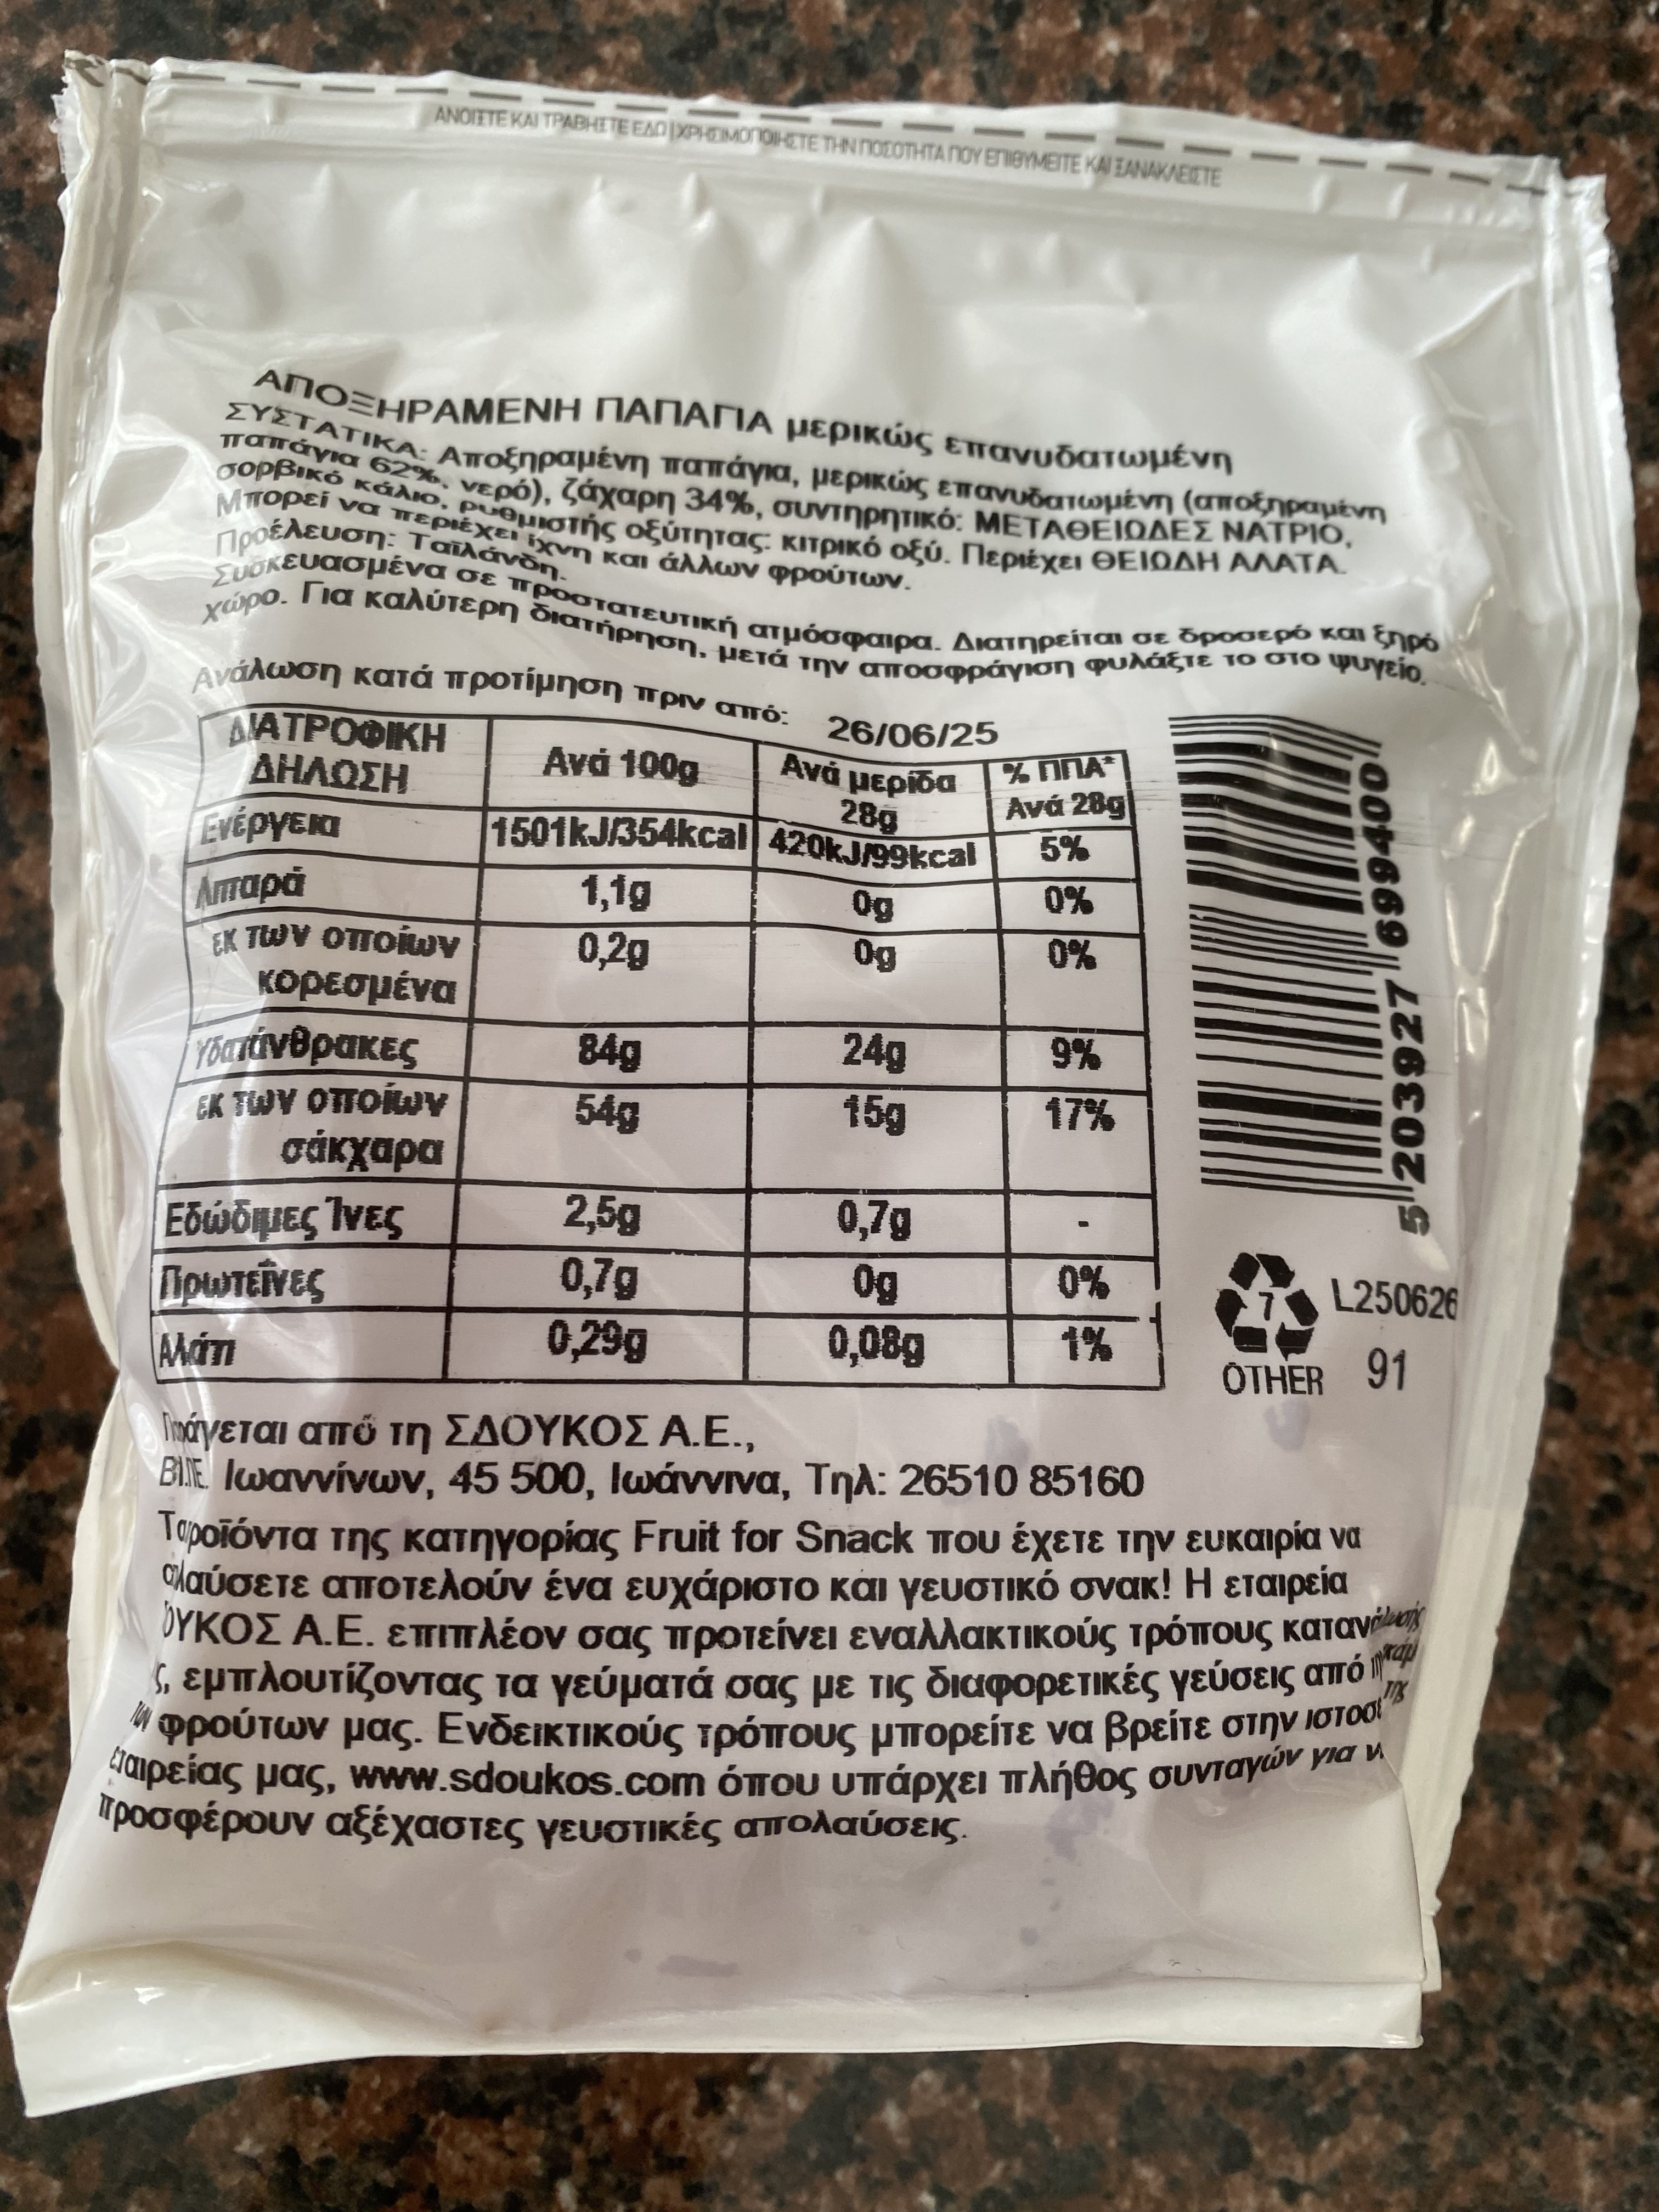 ΑΝΟΙΞΤΕ ΚΑΙ ΤΡΑΒΗΞΤΕ ΕΔΩ | ΧΡΗΣΙΜΟΠΟΙΗΣΤΕ ΤΗΝ ΠΟΣΟΤΗΤΑ ΠΟΥ ΕΠΙΘΥΜΕΙΤΕ ΚΑΙ ΞΑΝΑΚΛΕΙΣΤΕ
ΑΠΟΞΗΡΑΜΕΝΗ ΠΑΠΑΓΙΑ μερικώς επανυδατωμένη
ΣΥΣΤΑΤΙΚΑ: Αποξηραμένη παπάγια, μερικώς επανυδατωμένη (αποξηραμένη
παπάγια 62%, νερό), ζάχαρη 34%, συντηρητικό: ΜΕΤΑΘΕΙΩΔΕΣ ΝΑΤΡΙΟ,
σορβικό κάλιο, ρυθμιστής οξύτητας: κιτρικό οξύ. Περιέχει ΘΕΙΩΔΗ ΑΛΑΤΑ.
Μπορεί να περιέχει ίχνη και άλλων φρούτων.
Προέλευση: Ταϊλάνδη.
Συσκευασμένα σε προστατευτική ατμόσφαιρα. Διατηρείται σε δροσερό και ξηρό
χώρο. Για καλύτερη διατήρηση, μετά την αποσφράγιση φυλάξτε το στο ψυγείο.
Ανάλωση κατά προτίμηση πριν από: 26/06/25
ΔΙΑΤΡΟΦΙΚΗ ΔΗΛΩΣΗ Ανά 100g Ανά μερίδα 28g % ΠΠΑ* Ανά 28g
Ενέργεια 1501kJ/354kcal 420kJ/99kcal 5%
Λιπαρά 1,1g 0g 0%
εκ των οποίων κορεσμένα 0,2g 0g 0%
Υδατάνθρακες 84g 24g 9%
εκ των οποίων σάκχαρα 54g 15g 17%
Εδώδιμες Ίνες 2,5g 0,7g -
Πρωτεΐνες 0,7g 0g 0%
Αλάτι 0,29g 0,08g 1%
5 203927 699400
7
OTHER
L250626
91
Παράγεται από τη ΣΔΟΥΚΟΣ Α.Ε.,
ΒΙ.ΠΕ. Ιωαννίνων, 45 500, Ιωάννινα, Τηλ: 26510 85160
της κατηγορίας Fruit for Snack που έχετε την ευκαιρία να
αποτελούν ένα ευχάριστο και γευστικό σνακ! Η εταιρεία
Α.Ε. επιπλέον σας προτείνει εναλλακτικούς τρόπους
εμπλουτίζοντας τα γεύματά σας με τις διαφορετικές γεύσεις από
των φρούτων μας. Ενδεικτικούς τρόπους μπορείτε να βρείτε στην
εταιρείας μας, www.sdoukos.com όπου υπάρχει πλήθος συνταγών για
προσφέρουν αξέχαστες γευστικές απολαύσεις.